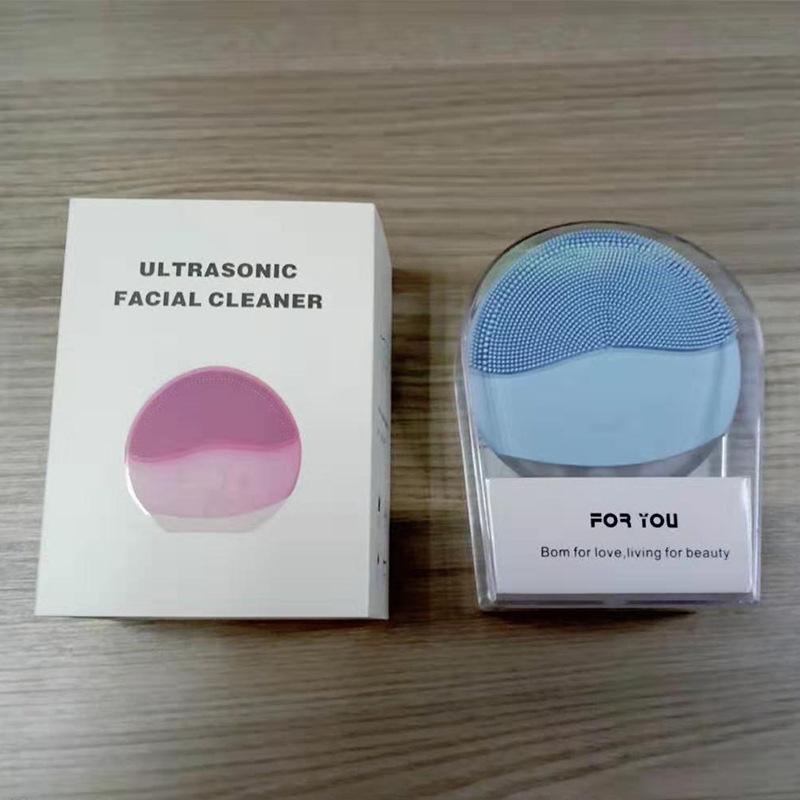 ULTRASONIC
FACIAL CLEANER
FOR YOU
Bom for love,living for beauty